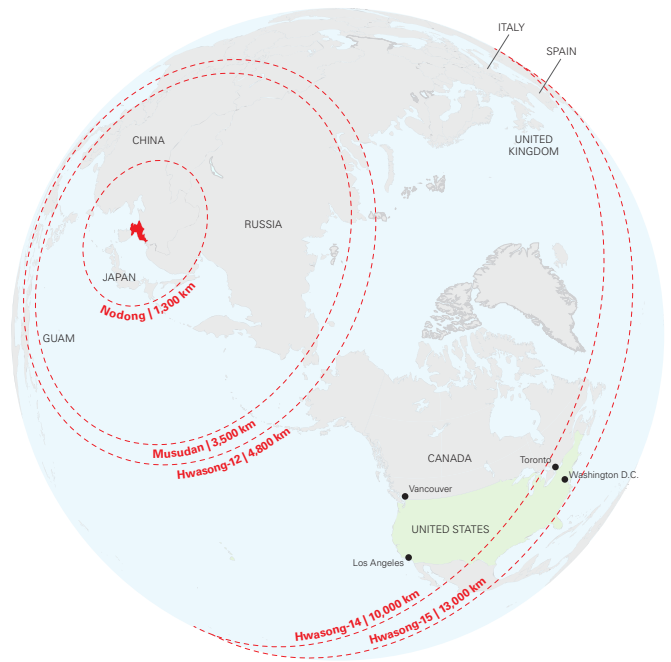 ITALY
SPAIN
CHINA
UNITED
KINGDOM
RUSSIA
JAPAN
Nodong | 1,300 km
GUAM
Musudan | 3,500 km
Hwasong-12 | 4,800 km
CANADA
Toronto
Washington D.C.
Vancouver
UNITED STATES
Los Angeles
Hwasong-14 | 10,000 km
Hwasong-15 | 13,000 km